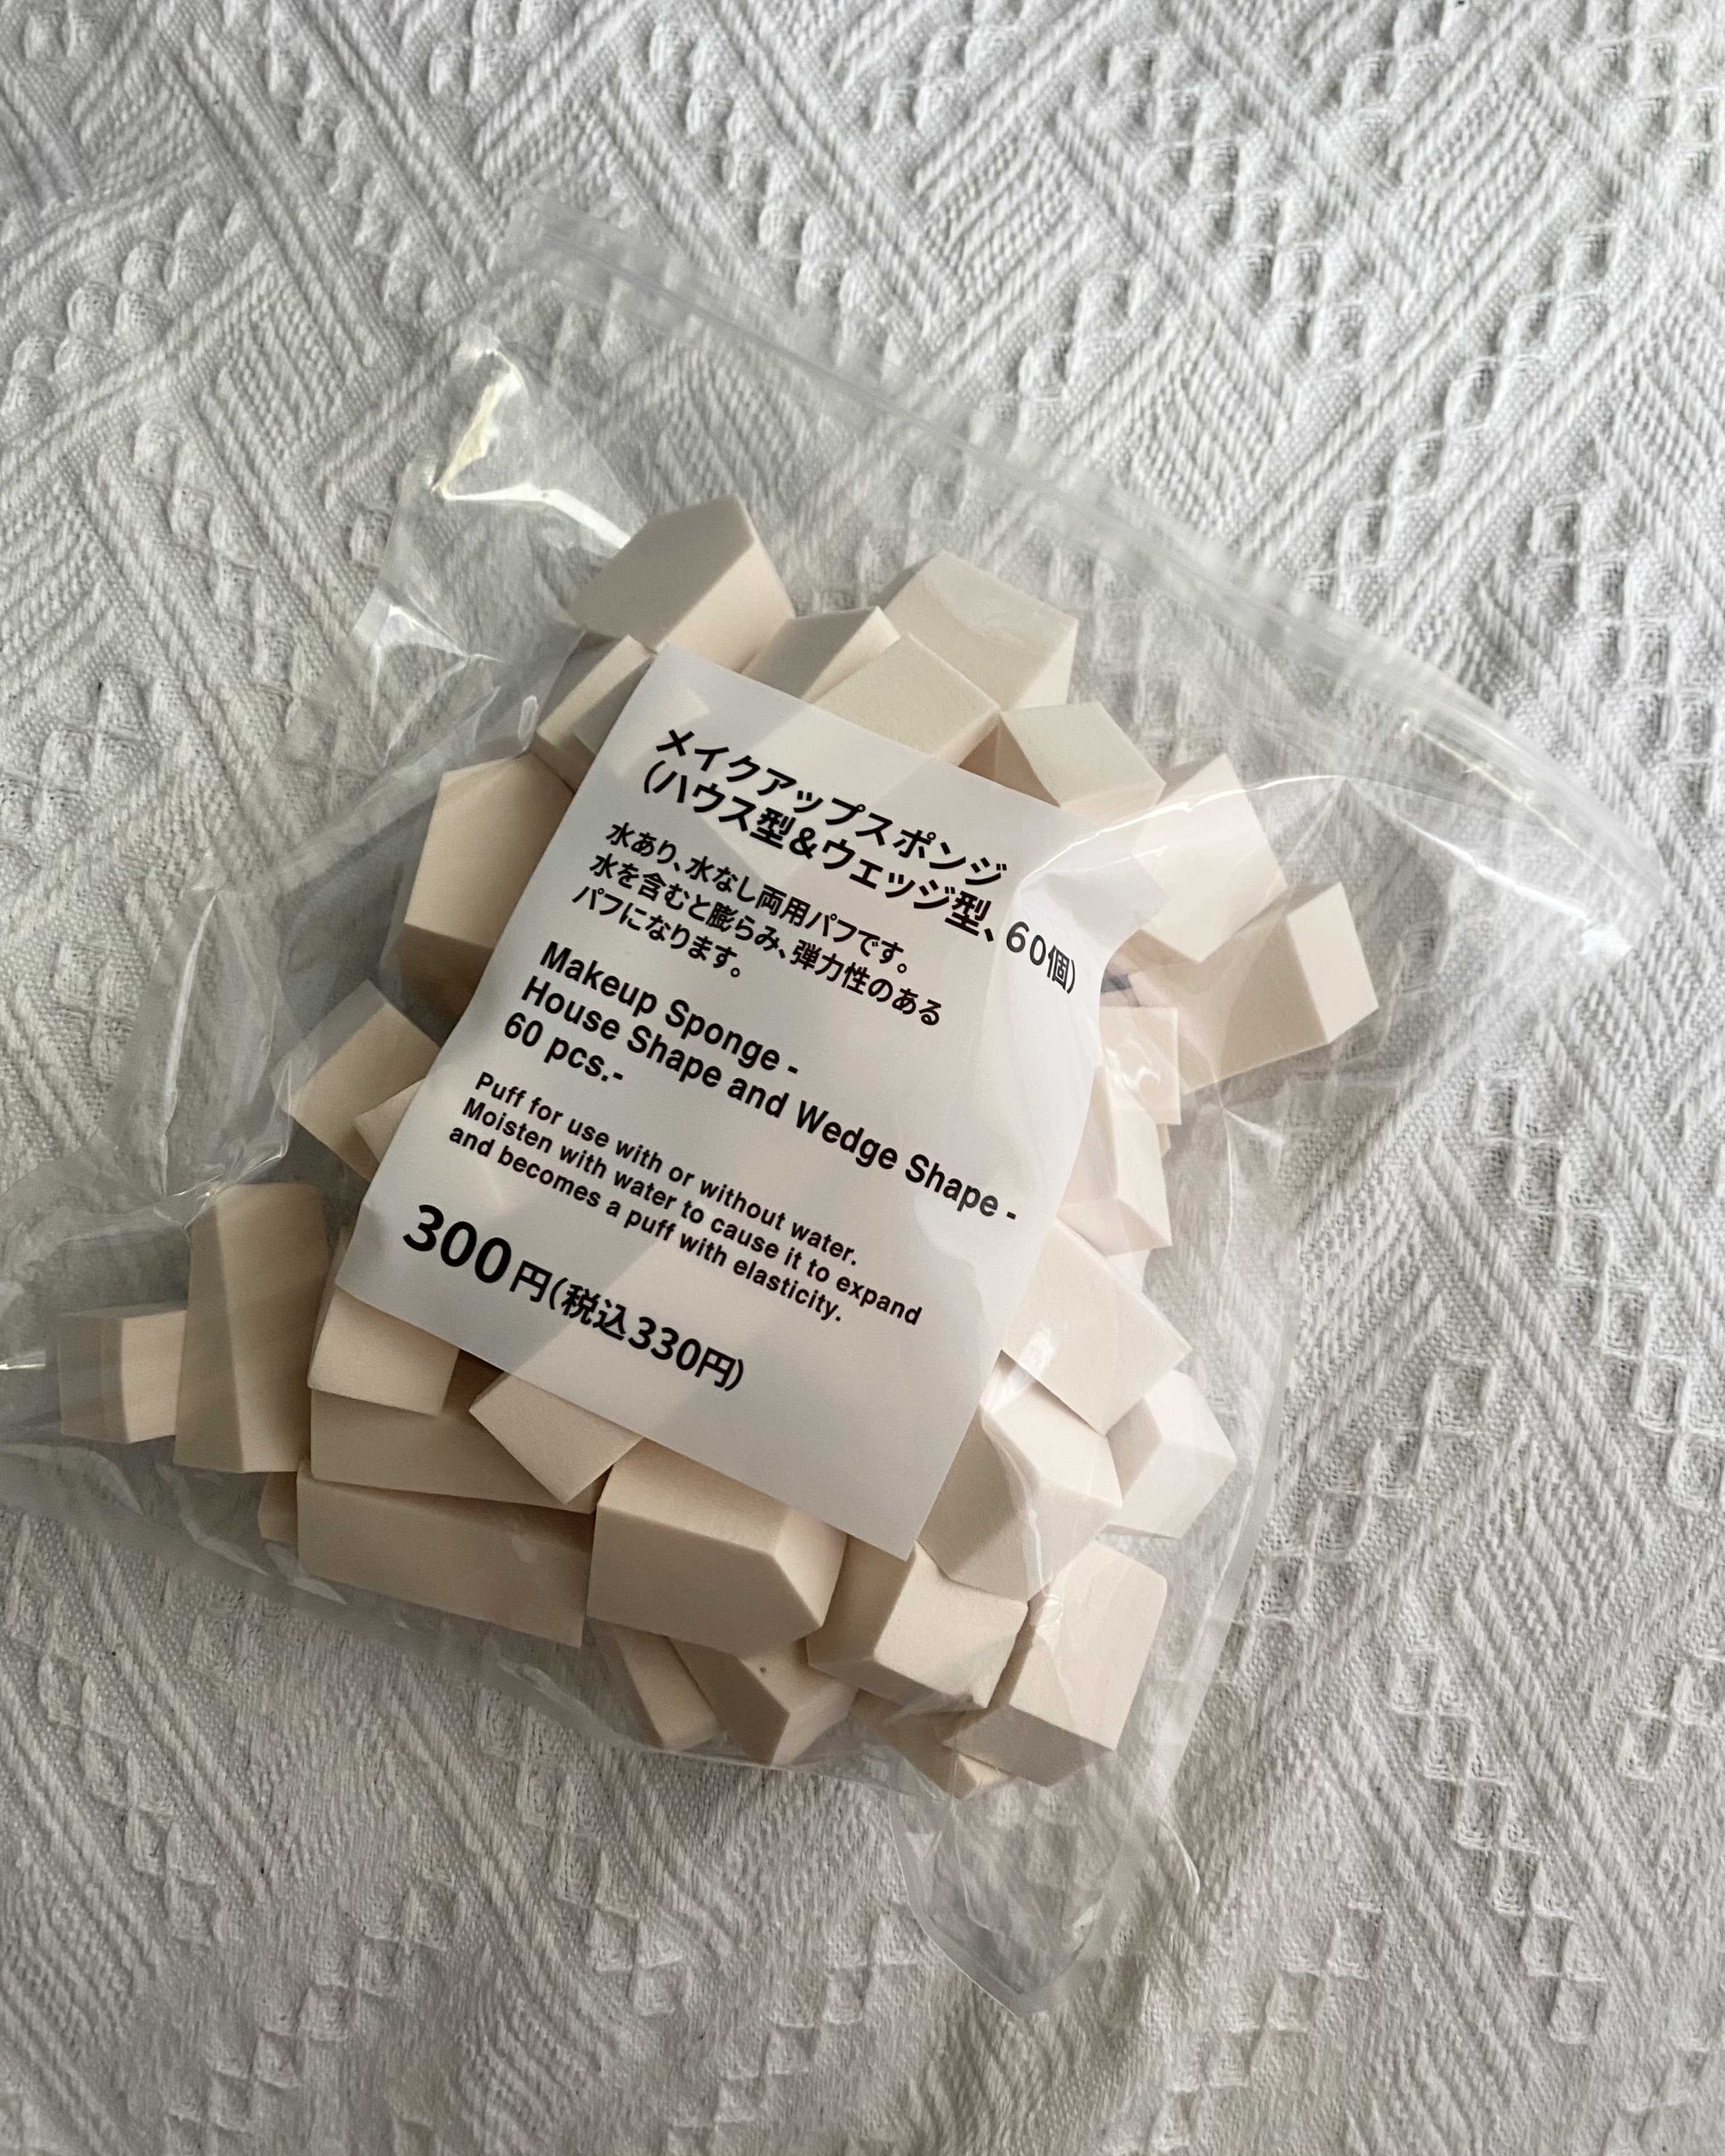 メイクアップスポンジ
(ハウス型&ウェッジ型、60個)
水あり、水なし両用パフです。
水を含むと膨らみ、弾力性のある
パフになります。
Makeup Sponge -
House Shape and Wedge Shape -
60 pcs.-
Puff for use with or without water.
Moisten with water to cause it to expand
and becomes a puff with elasticity.
300円(税込330円)